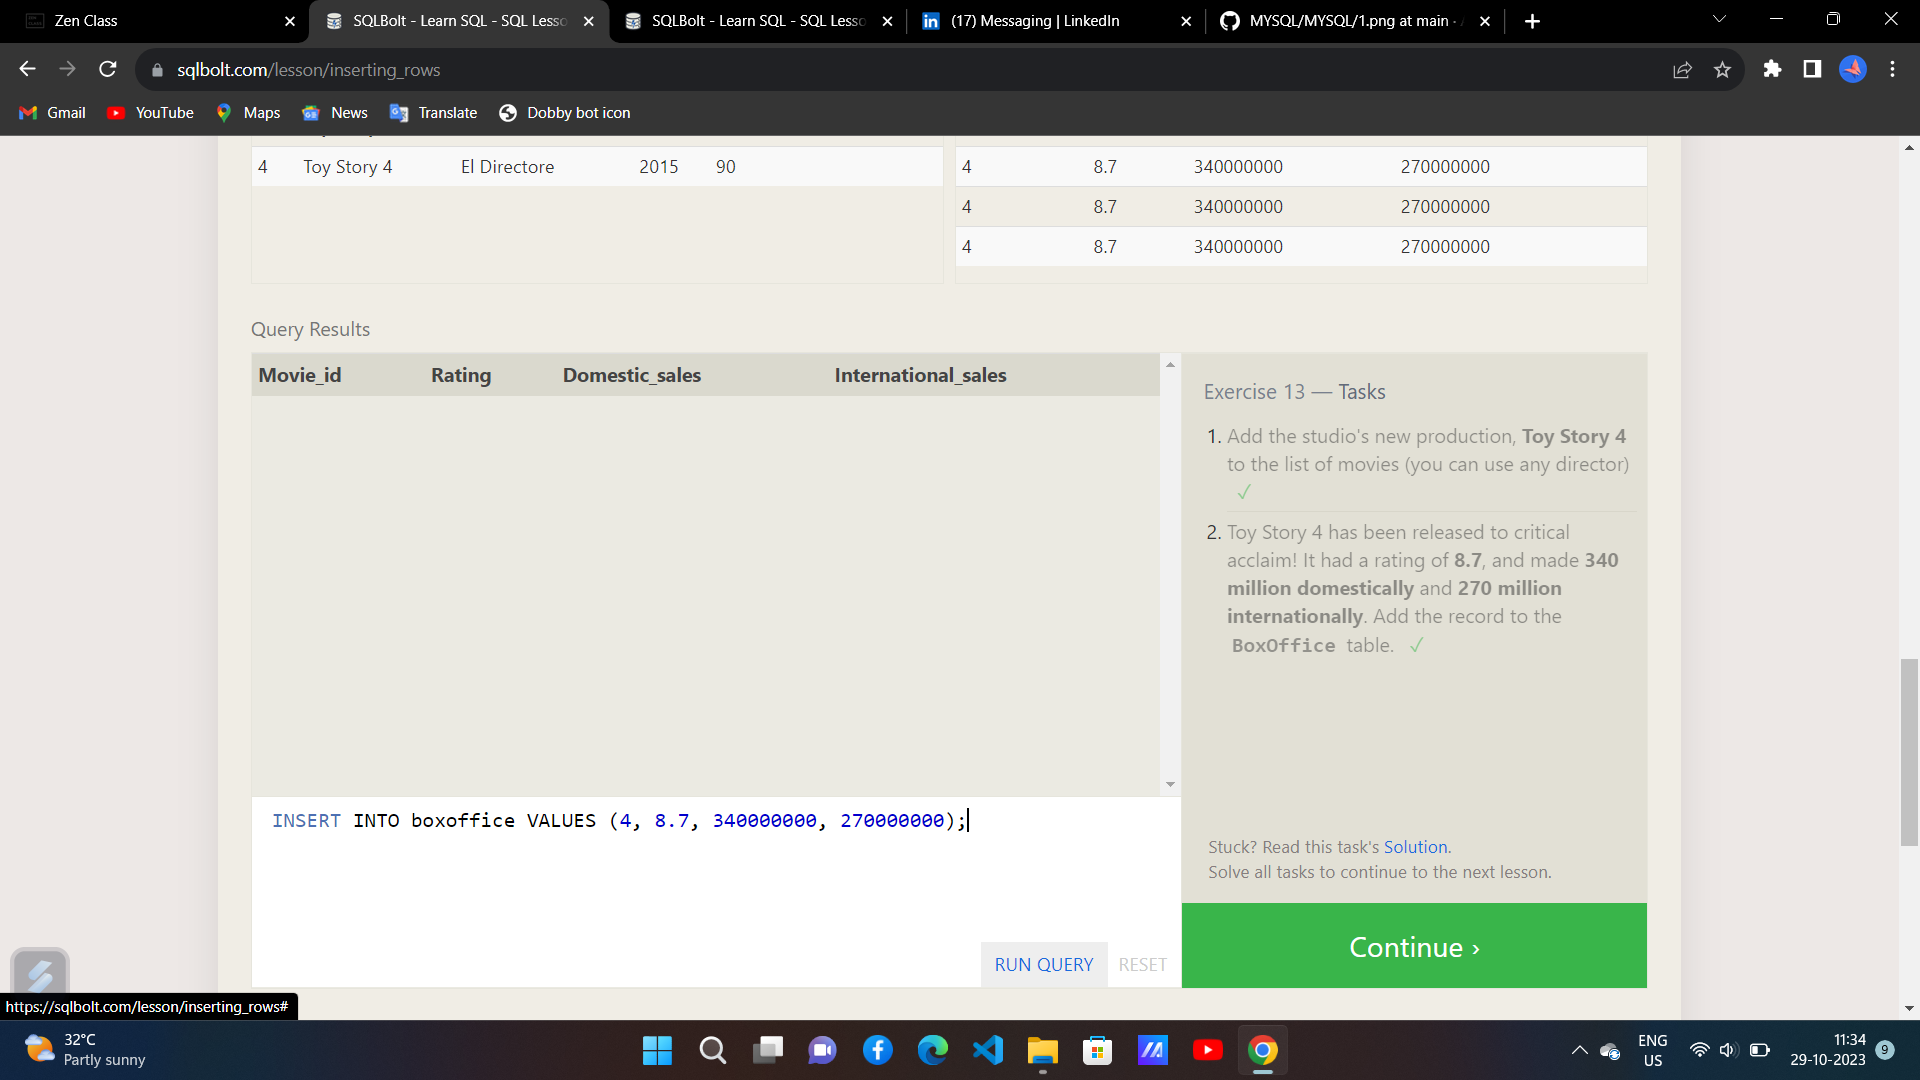 Zen Class
SQLBolt - Learn SQL - SQL Lesso
SQLBolt - Learn SQL - SQL Lesso
(17) Messaging | LinkedIn
MYSQL/MYSQL/1.png at main ·
sqlbolt.com/lesson/inserting_rows
Gmail
YouTube
Maps
News
Translate
Dobby bot icon
4 Toy Story 4 El Directore 2015 90
4 8.7 340000000 270000000
4 8.7 340000000 270000000
4 8.7 340000000 270000000
Query Results
Movie_id Rating Domestic_sales International_sales
Exercise 13 — Tasks
1. Add the studio's new production, Toy Story 4
to the list of movies (you can use any director)
✓
2. Toy Story 4 has been released to critical
acclaim! It had a rating of 8.7, and made 340
million domestically and 270 million
internationally. Add the record to the
BoxOffice table. ✓
INSERT INTO boxoffice VALUES (4, 8.7, 340000000, 270000000);
Stuck? Read this task's Solution.
Solve all tasks to continue to the next lesson.
RUN QUERY RESET
Continue ›
https://sqlbolt.com/lesson/inserting_rows#
32°C
Partly sunny
ENG
US
11:34
29-10-2023
9